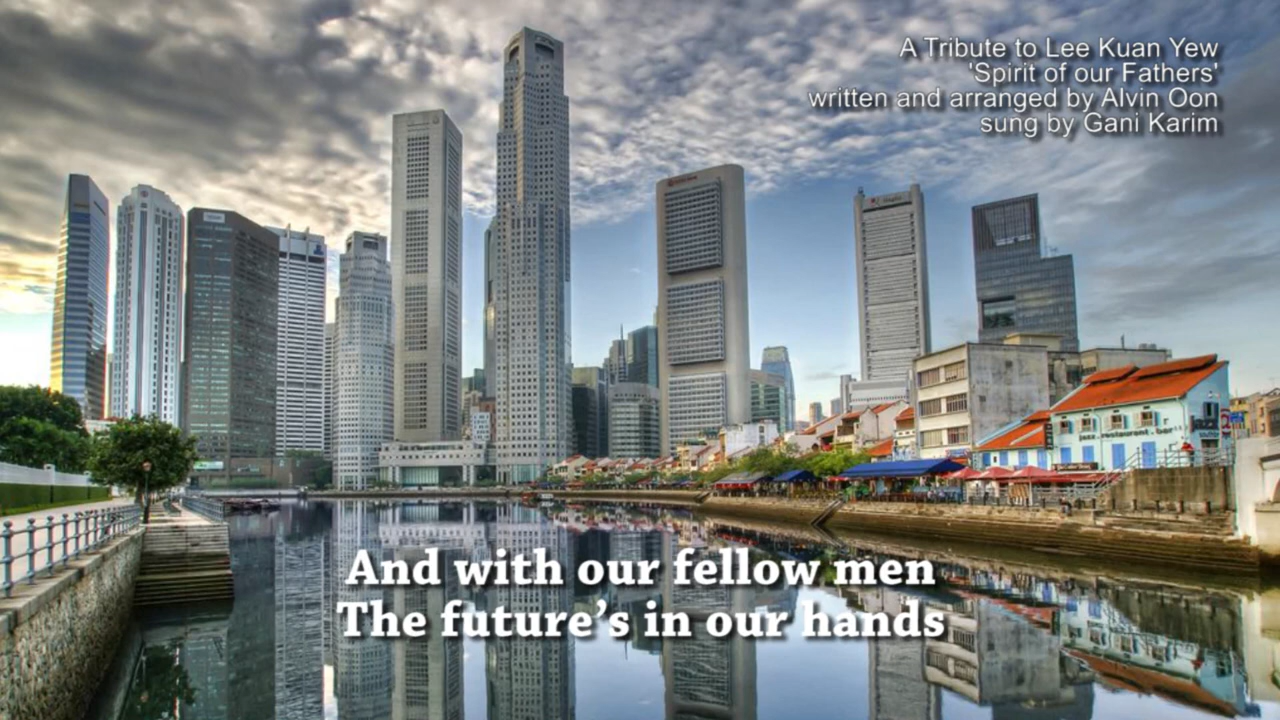 A Tribute to Lee Kuan Yew
'Spirit of our Fathers'
written and arranged by Alvin Oon
sung by Gani Karim
And with our fellow men
The future's in our hands